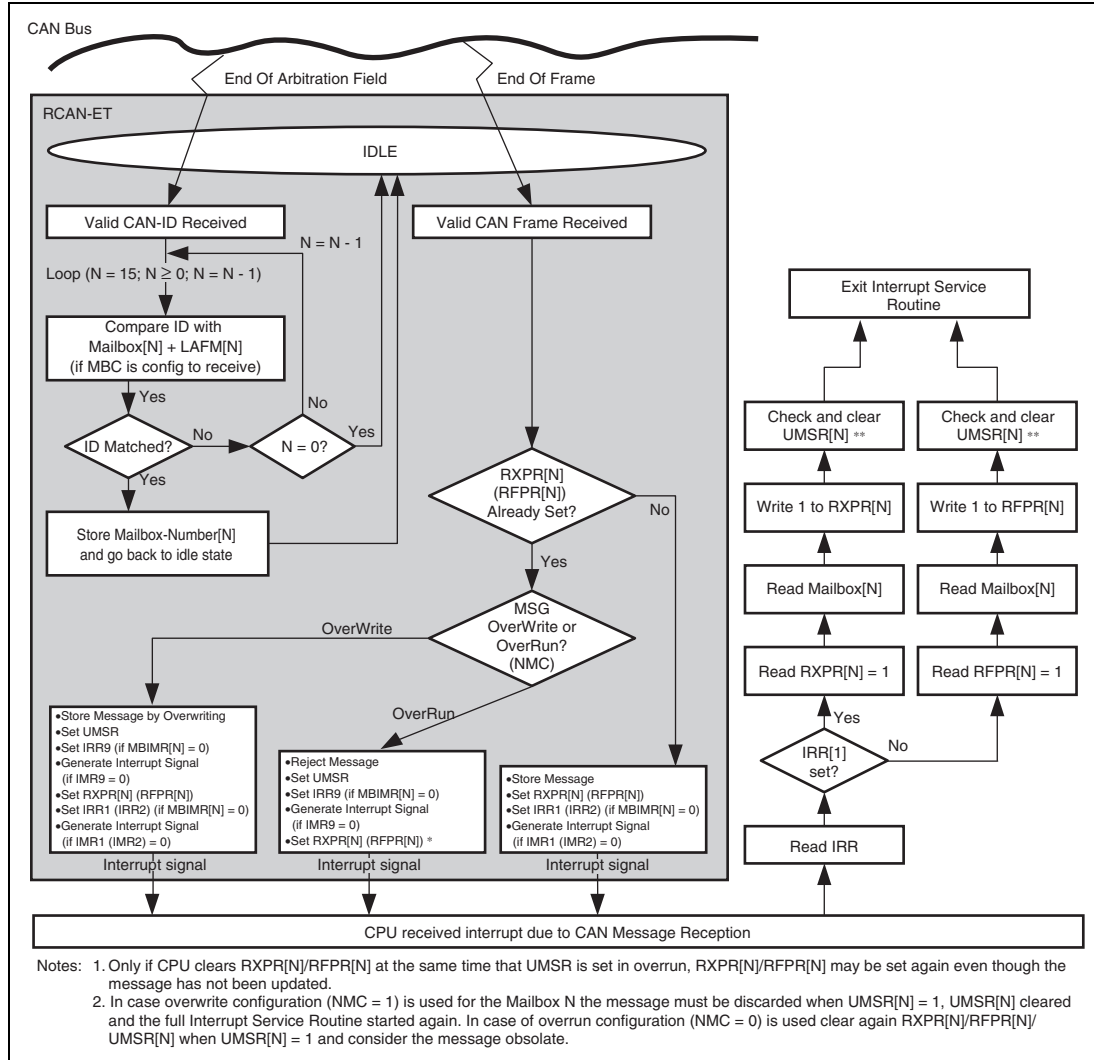 CAN Bus
End Of Arbitration Field
End Of Frame
RCAN-ET
IDLE
Valid CAN-ID Received
Valid CAN Frame Received
N = N - 1
Loop (N = 15; N ≥ 0; N = N - 1)
Compare ID with
Mailbox[N] + LAFM[N]
(if MBC is config to receive)
Yes
No
ID Matched?
No
N = 0?
Yes
Yes
Store Mailbox-Number[N]
and go back to idle state
RXPR[N]
(RFPR[N])
Already Set?
No
Yes
MSG
OverWrite or
OverRun?
(NMC)
OverWrite
OverRun
•Store Message by Overwriting
•Set UMSR
•Set IRR9 (if MBIMR[N] = 0)
•Generate Interrupt Signal
(if IMR9 = 0)
•Set RXPR[N] (RFPR[N])
•Set IRR1 (IRR2) (if MBIMR[N] = 0)
•Generate Interrupt Signal
(if IMR1 (IMR2) = 0)
•Reject Message
•Set UMSR
•Set IRR9 (if MBIMR[N] = 0)
•Generate Interrupt Signal
(if IMR9 = 0)
•Set RXPR[N] (RFPR[N]) *
•Store Message
•Set RXPR[N] (RFPR[N])
•Set IRR1 (IRR2) (if MBIMR[N] = 0)
•Generate Interrupt Signal
(if IMR1 (IMR2) = 0)
Interrupt signal
Interrupt signal
Interrupt signal
Exit Interrupt Service
Routine
Check and clear
UMSR[N] **
Check and clear
UMSR[N] **
Write 1 to RXPR[N]
Write 1 to RFPR[N]
Read Mailbox[N]
Read Mailbox[N]
Read RXPR[N] = 1
Read RFPR[N] = 1
Yes
IRR[1]
set?
No
Read IRR
CPU received interrupt due to CAN Message Reception
Notes: 1. Only if CPU clears RXPR[N]/RFPR[N] at the same time that UMSR is set in overrun, RXPR[N]/RFPR[N] may be set again even though the
message has not been updated.
2. In case overwrite configuration (NMC = 1) is used for the Mailbox N the message must be discarded when UMSR[N] = 1, UMSR[N] cleared
and the full Interrupt Service Routine started again. In case of overrun configuration (NMC = 0) is used clear again RXPR[N]/RFPR[N]/
UMSR[N] when UMSR[N] = 1 and consider the message obsolate.